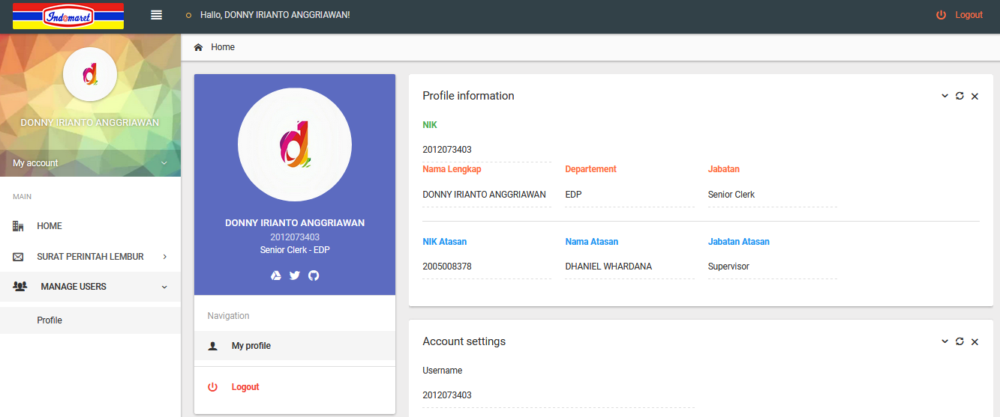 Indomaret
Hallo, DONNY IRIANTO ANGGRIAWAN!
Logout
DONNY IRIANTO ANGGRIAWAN
My account
MAIN
HOME
SURAT PERINTAH LEMBUR
MANAGE USERS
Profile
Home
DONNY IRIANTO ANGGRIAWAN
2012073403
Senior Clerk - EDP
Navigation
My profile
Logout
Profile information
NIK
2012073403
Nama Lengkap Departement Jabatan
DONNY IRIANTO ANGGRIAWAN EDP Senior Clerk
NIK Atasan Nama Atasan Jabatan Atasan
2005008378 DHANIEL WHARDANA Supervisor
Account settings
Username
2012073403